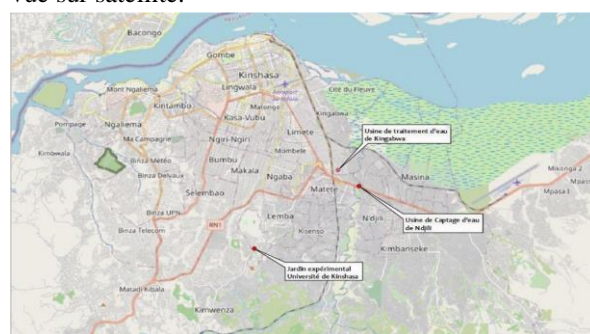 vue sur satellite.
Bacongo
Gombe
Kinshasa
Lingwala
Mont Ngaliema
Kintambo
Cité du Fleuve
Kasa-Vubu
Matonge
Kingabwa
Pompage
Ngaliema
Limete
Usine de traitement d'eau
de Kingabwa
Ma Campagne
Ngiri-Ngiri
Kimbwala
Binza Météo
Bumbu
Mombele
Binza Delvaux
Makala
Ngaba
Masina
Mikonga 2
Mpasa 1
Selembao
Matete
Binza UPN
RN1
Lemba
N'djili
Usine de Captage d'eau
de Ndjili
Binza Telecom
Kisenso
Kimbanseke
Jardin expérimental
Université de Kinshasa
Matadi Kibala
Kimwenza